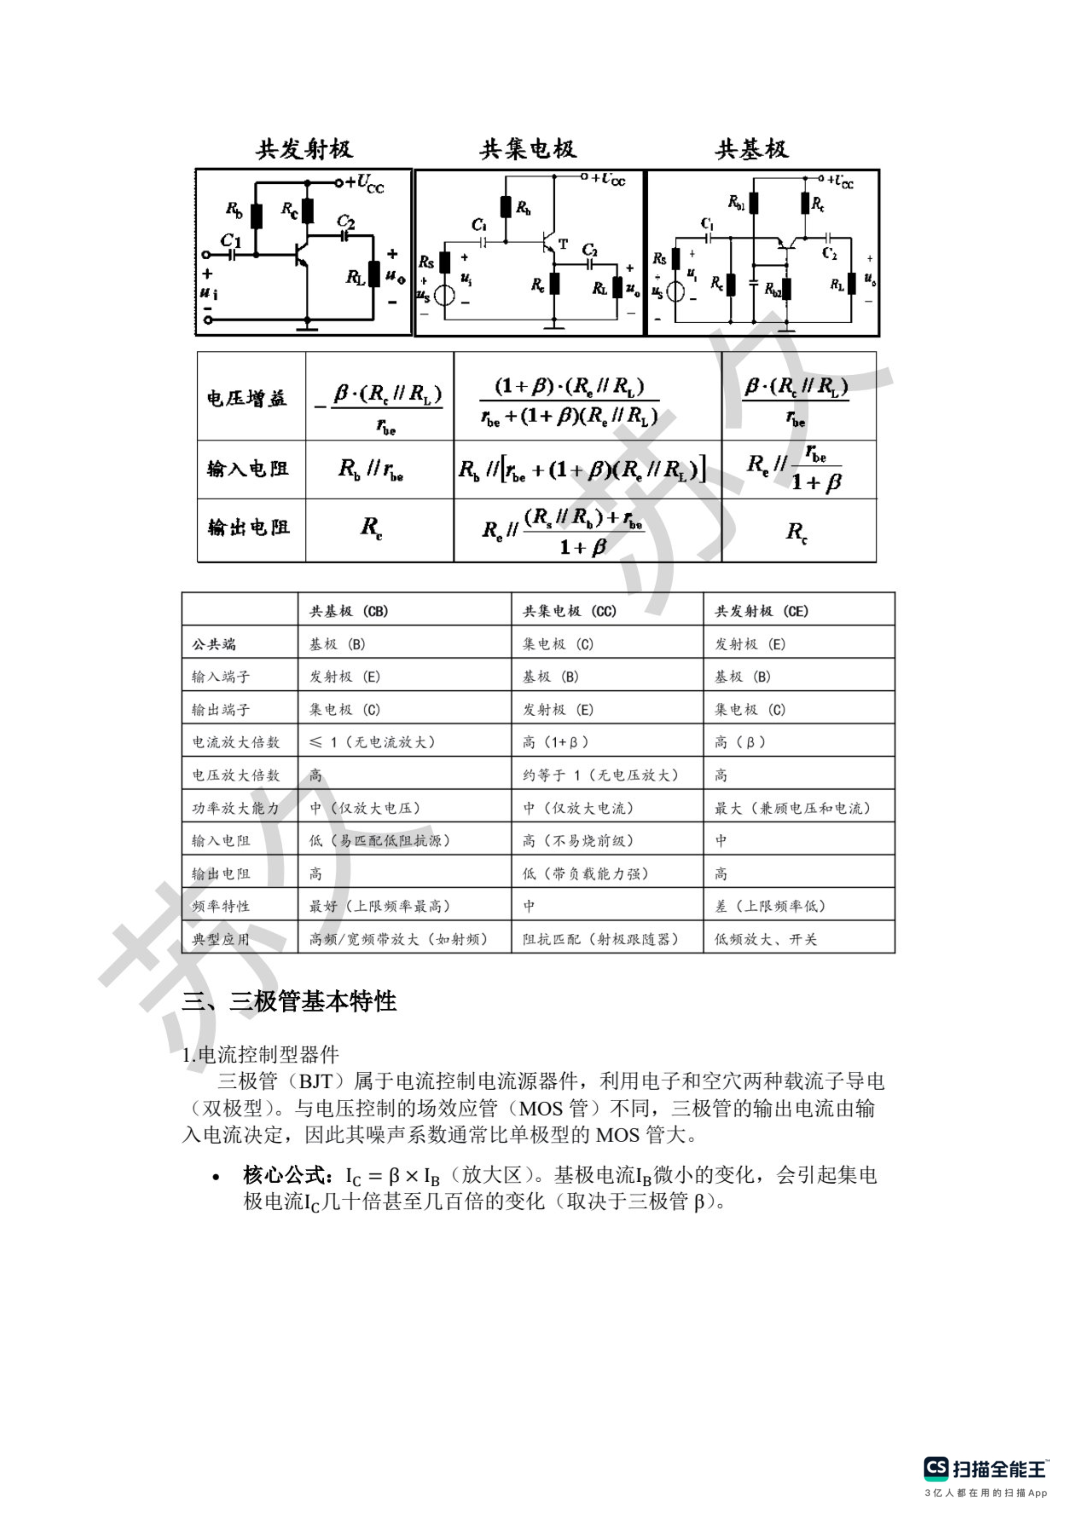 共发射极 共集电极 共基极
+UCC +UCC +UCC
Rb RC C1 C2 RL ui uo
Rb C1 T C2 RS Re RL ui uS uo
Rb1 Rc C1 C2 RS Re Rb2 RL ui uS uo
电压增益 −β·(Rc//RL)/rbe (1+β)·(Re//RL)/(rbe+(1+β)(Re//RL)) β·(Rc//RL)/rbe
输入电阻 Rb//rbe Rb//[rbe+(1+β)(Re//RL)] Re//rbe/(1+β)
输出电阻 Rc Re//((Rs//Rb)+rbe)/(1+β) Rc
共基极 (CB) 共集电极 (CC) 共发射极 (CE)
公共端 基极 (B) 集电极 (C) 发射极 (E)
输入端子 发射极 (E) 基极 (B) 基极 (B)
输出端子 集电极 (C) 发射极 (E) 集电极 (C)
电流放大倍数 ≤ 1（无电流放大） 高（1+β） 高（β）
电压放大倍数 高 约等于 1（无电压放大） 高
功率放大能力 中（仅放大电压） 中（仅放大电流） 最大（兼顾电压和电流）
输入电阻 低（易匹配低阻抗源） 高（不易烧前级） 中
输出电阻 高 低（带负载能力强） 高
频率特性 最好（上限频率最高） 中 差（上限频率低）
典型应用 高频/宽频带放大（如射频） 阻抗匹配（射极跟随器） 低频放大、开关
三、三极管基本特性
1.电流控制型器件
三极管（BJT）属于电流控制电流源器件，利用电子和空穴两种载流子导电
（双极型）。与电压控制的场效应管（MOS 管）不同，三极管的输出电流由输
入电流决定，因此其噪声系数通常比单极型的 MOS 管大。
• 核心公式：IC = β × IB（放大区）。基极电流IB微小的变化，会引起集电
极电流IC几十倍甚至几百倍的变化（取决于三极管 β）。
苏久
苏久
CS 扫描全能王™
3亿人都在用的扫描App